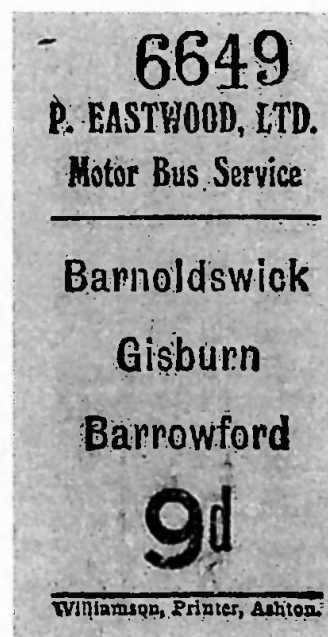 6649
P. EASTWOOD, LTD.
Motor Bus Service
Barnoldswick
Gisburn
Barrowford
9d
Williamson, Printer, Ashton.